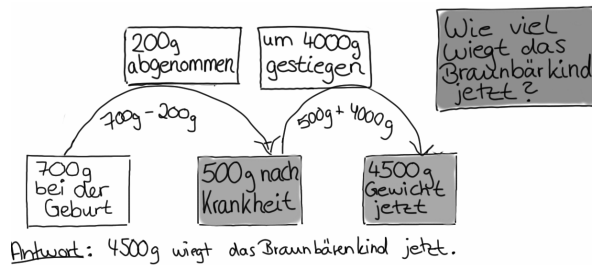 200g
abgenommen
um 4000g
gestiegen
Wie viel
wiegt das
Braunbärkind
jetzt?
700g - 200g
500g + 4000g
700g
bei der
Geburt
500g nach
Krankheit
4500g
Gewicht
jetzt
Antwort: 4500g wiegt das Braunbärenkind jetzt.